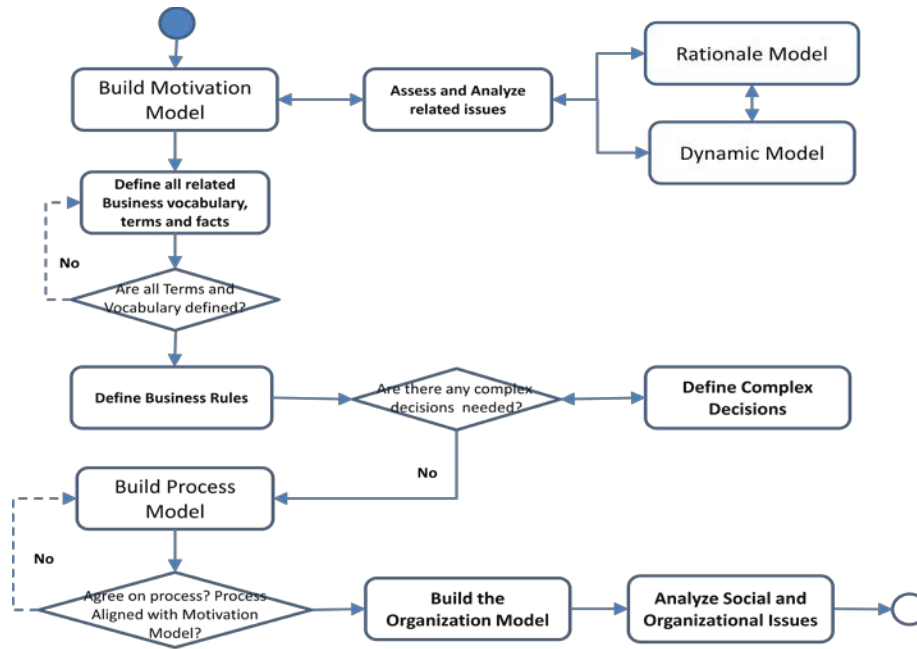 Build Motivation
Model
Assess and Analyze
related issues
Rationale Model
Dynamic Model
Define all related
Business vocabulary,
terms and facts
No
Are all Terms and
Vocabulary defined?
Define Business Rules
Are there any complex
decisions needed?
Define Complex
Decisions
No
Build Process
Model
No
Agree on process? Process
Aligned with Motivation
Model?
Build the
Organization Model
Analyze Social and
Organizational Issues